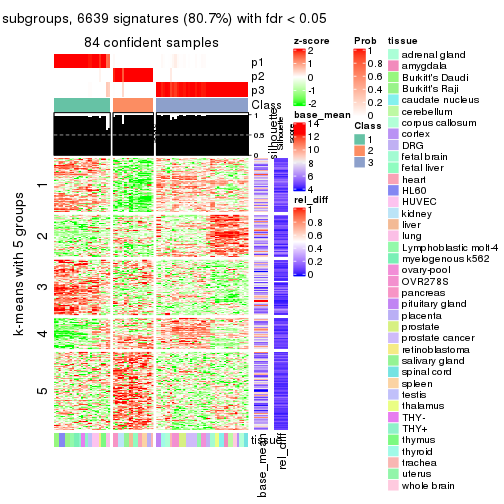 subgroups, 6639 signatures (80.7%) with fdr < 0.05
84 confident samples
p1
p2
p3
Class
1
0.5
0
silhouette
score
k-means with 5 groups
1
2
3
4
5
tissue
base_mean
rel_diff
z-score
2
1
0
-1
-2
base_mean
14
12
10
8
6
4
rel_diff
1
0.8
0.6
0.4
0.2
0
Prob
1
0.8
0.6
0.4
0.2
0
Class
1
2
3
tissue
adrenal gland
amygdala
Burkitt's Daudi
Burkitt's Raji
caudate nucleus
cerebellum
corpus callosum
cortex
DRG
fetal brain
fetal liver
heart
HL60
HUVEC
kidney
liver
lung
Lymphoblastic molt-4
myelogenous k562
ovary-pool
OVR278S
pancreas
pituitary gland
placenta
prostate
prostate cancer
retinoblastoma
salivary gland
spinal cord
spleen
testis
thalamus
THY-
THY+
thymus
thyroid
trachea
uterus
whole brain